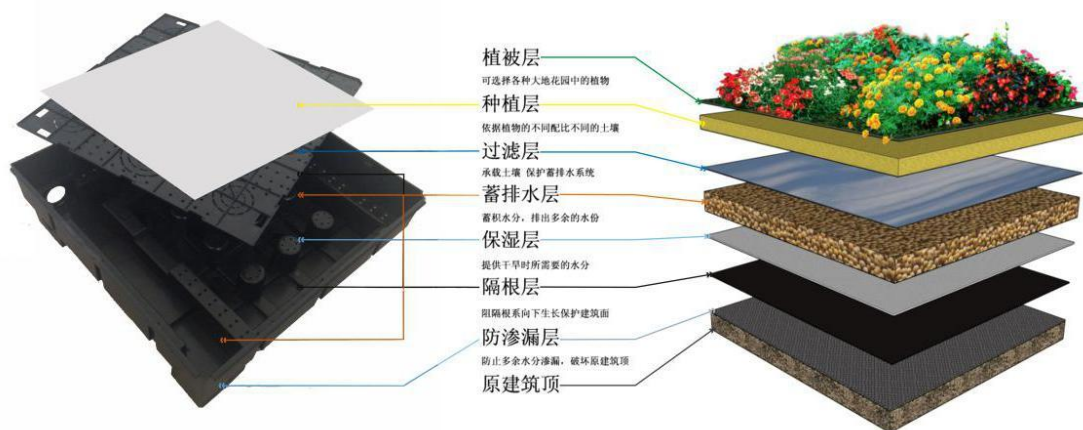 植被层
可选择各种大地花园中的植物
种植层
依据植物的不同配比不同的土壤
过滤层
承载土壤 保护蓄排水系统
蓄排水层
蓄积水分，排出多余的水份
保湿层
提供干旱时所需要的水分
隔根层
阻隔根系向下生长保护建筑面
防渗漏层
防止多余水分渗漏，破坏原建筑顶
原建筑顶